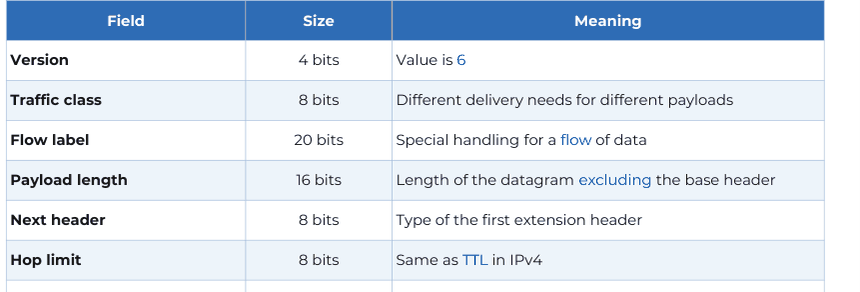 Field Size Meaning
Version 4 bits Value is 6
Traffic class 8 bits Different delivery needs for different payloads
Flow label 20 bits Special handling for a flow of data
Payload length 16 bits Length of the datagram excluding the base header
Next header 8 bits Type of the first extension header
Hop limit 8 bits Same as TTL in IPv4